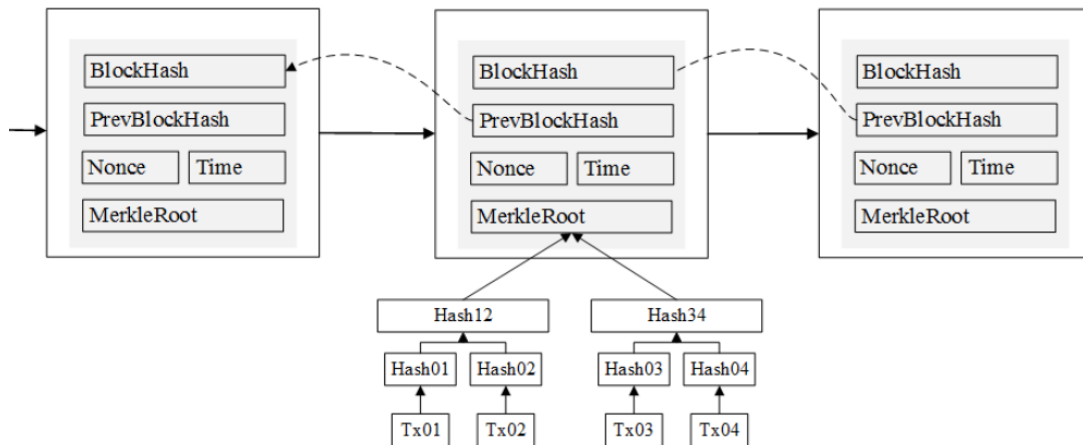 BlockHash
PrevBlockHash
Nonce
Time
MerkleRoot
BlockHash
PrevBlockHash
Nonce
Time
MerkleRoot
BlockHash
PrevBlockHash
Nonce
Time
MerkleRoot
Hash12
Hash34
Hash01
Hash02
Hash03
Hash04
Tx01
Tx02
Tx03
Tx04